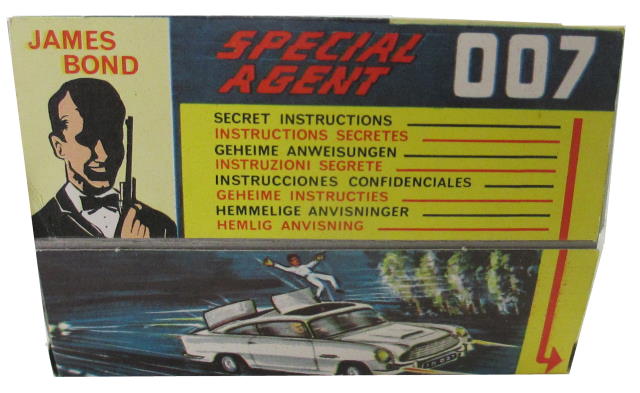 JAMES
BOND
SPECIAL
AGENT
007
SECRET INSTRUCTIONS
INSTRUCTIONS SECRETES
GEHEIME ANWEISUNGEN
INSTRUZIONI SEGRETE
INSTRUCCIONES CONFIDENCIALES
GEHEIME INSTRUCTIES
HEMMELIGE ANVISNINGER
HEMLIG ANVISNING